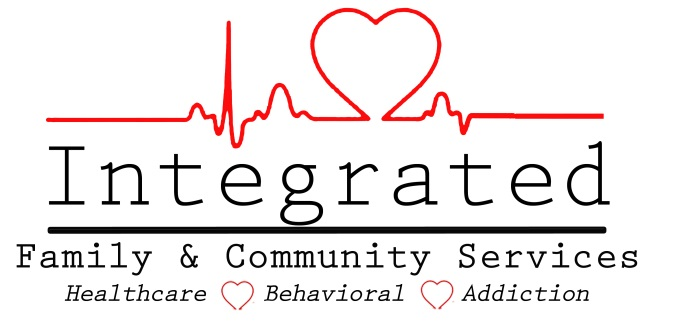 Integrated
Family & Community Services
Healthcare Behavioral Addiction